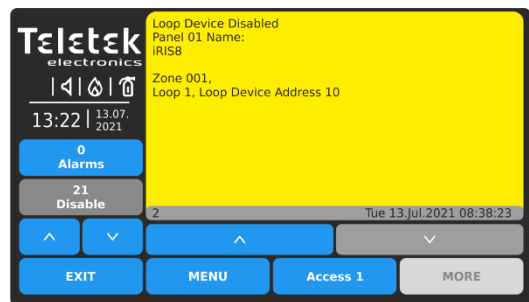 Teletek
electronics
13:22
13.07.
2021
0
Alarms
21
Disable
Loop Device Disabled
Panel 01 Name:
iRIS8
Zone 001,
Loop 1, Loop Device Address 10
2 Tue 13.Jul.2021 08:38:23
EXIT
MENU
Access 1
MORE